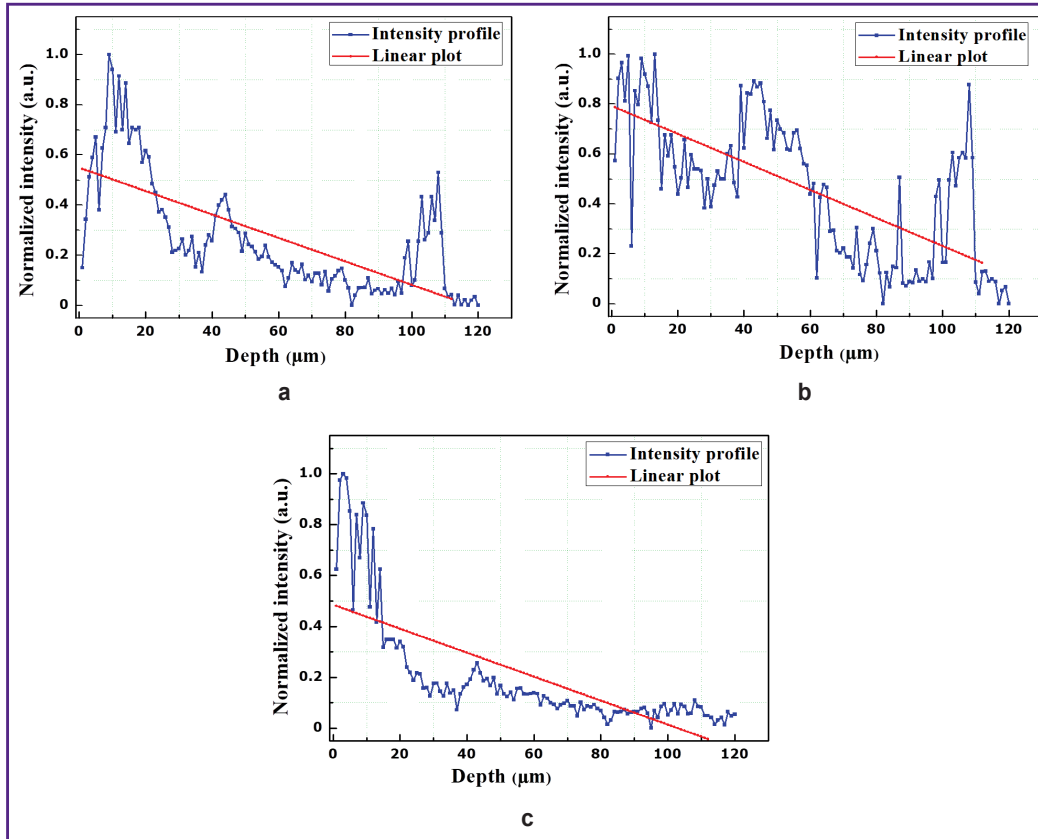 Intensity profile
Linear plot
1.0
0.8
0.6
0.4
0.2
0
Normalized intensity (a.u.)
0 20 40 60 80 100 120
Depth (μm)
a
Intensity profile
Linear plot
1.0
0.8
0.6
0.4
0.2
0
Normalized intensity (a.u.)
0 20 40 60 80 100 120
Depth (μm)
b
Intensity profile
Linear plot
1.0
0.8
0.6
0.4
0.2
0
Normalized intensity (a.u.)
0 20 40 60 80 100 120
Depth (μm)
c